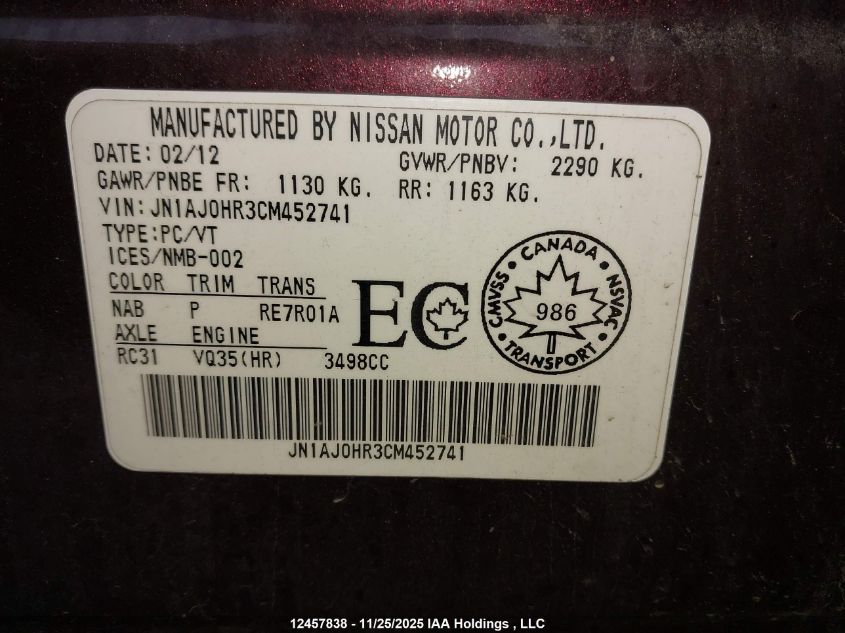 MANUFACTURED BY NISSAN MOTOR CO.,LTD.
DATE: 02/12 GVWR/PNBV: 2290 KG.
GAWR/PNBE FR: 1130 KG. RR: 1163 KG.
VIN: JN1AJ0HR3CM452741
TYPE:PC/VT
ICES/NMB-002
COLOR TRIM TRANS
NAB P RE7R01A
AXLE ENGINE
RC31 VQ35(HR) 3498CC
EC
CANADA
CMVSS
NSVAC
986
TRANSPORT
JN1AJ0HR3CM452741
12457838 - 11/25/2025 IAA Holdings , LLC